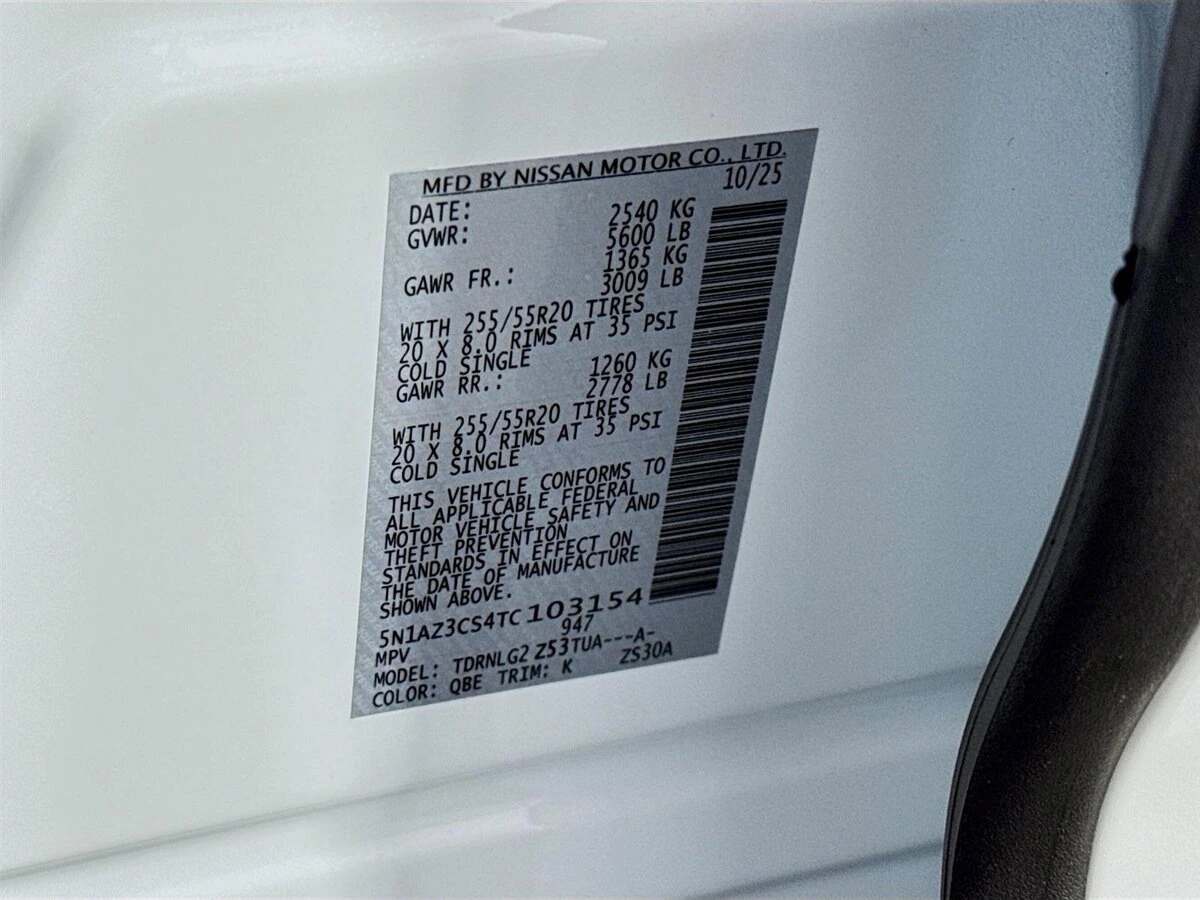 MFD BY NISSAN MOTOR CO., LTD.
DATE: 10/25
GVWR: 2540 KG
5600 LB
GAWR FR.: 1365 KG
3009 LB
WITH 255/55R20 TIRES
20 X 8.0 RIMS AT 35 PSI
COLD SINGLE
GAWR RR.: 1260 KG
2778 LB
WITH 255/55R20 TIRES
20 X 8.0 RIMS AT 35 PSI
COLD SINGLE
THIS VEHICLE CONFORMS TO
ALL APPLICABLE FEDERAL
MOTOR VEHICLE SAFETY AND
THEFT PREVENTION
STANDARDS IN EFFECT ON
THE DATE OF MANUFACTURE
SHOWN ABOVE.
5N1AZ3CS4TC103154
MPV 947
MODEL: TDRNLG2 Z53TUA---A-
COLOR: QBE TRIM: K ZS30A